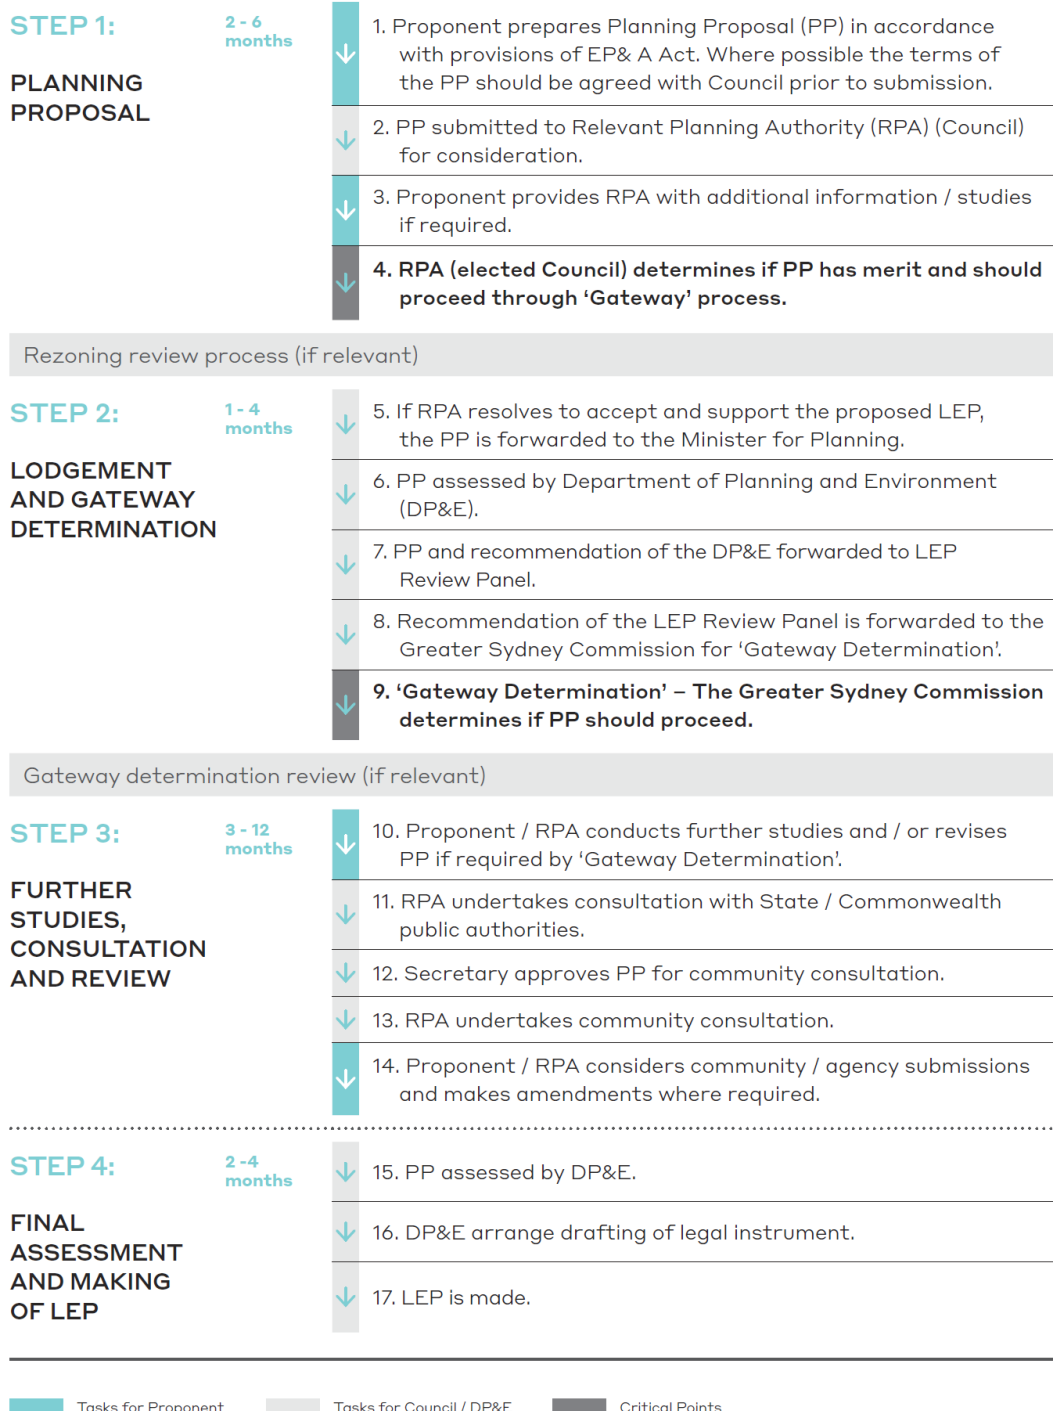 STEP 1:
2 - 6
months
PLANNING
PROPOSAL
1. Proponent prepares Planning Proposal (PP) in accordance
with provisions of EP& A Act. Where possible the terms of
the PP should be agreed with Council prior to submission.
2. PP submitted to Relevant Planning Authority (RPA) (Council)
for consideration.
3. Proponent provides RPA with additional information / studies
if required.
4. RPA (elected Council) determines if PP has merit and should
proceed through ‘Gateway’ process.
Rezoning review process (if relevant)
STEP 2:
1 - 4
months
LODGEMENT
AND GATEWAY
DETERMINATION
5. If RPA resolves to accept and support the proposed LEP,
the PP is forwarded to the Minister for Planning.
6. PP assessed by Department of Planning and Environment
(DP&E).
7. PP and recommendation of the DP&E forwarded to LEP
Review Panel.
8. Recommendation of the LEP Review Panel is forwarded to the
Greater Sydney Commission for ‘Gateway Determination’.
9. ‘Gateway Determination’ – The Greater Sydney Commission
determines if PP should proceed.
Gateway determination review (if relevant)
STEP 3:
3 - 12
months
FURTHER
STUDIES,
CONSULTATION
AND REVIEW
10. Proponent / RPA conducts further studies and / or revises
PP if required by ‘Gateway Determination’.
11. RPA undertakes consultation with State / Commonwealth
public authorities.
12. Secretary approves PP for community consultation.
13. RPA undertakes community consultation.
14. Proponent / RPA considers community / agency submissions
and makes amendments where required.
STEP 4:
2 -4
months
FINAL
ASSESSMENT
AND MAKING
OF LEP
15. PP assessed by DP&E.
16. DP&E arrange drafting of legal instrument.
17. LEP is made.
Tasks for Proponent
Tasks for Council / DP&E
Critical Points